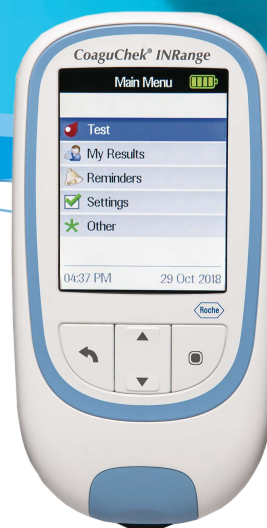 CoaguChek® INRange
Main Menu
Test
My Results
Reminders
Settings
Other
04:37 PM 29 Oct 2018
Roche